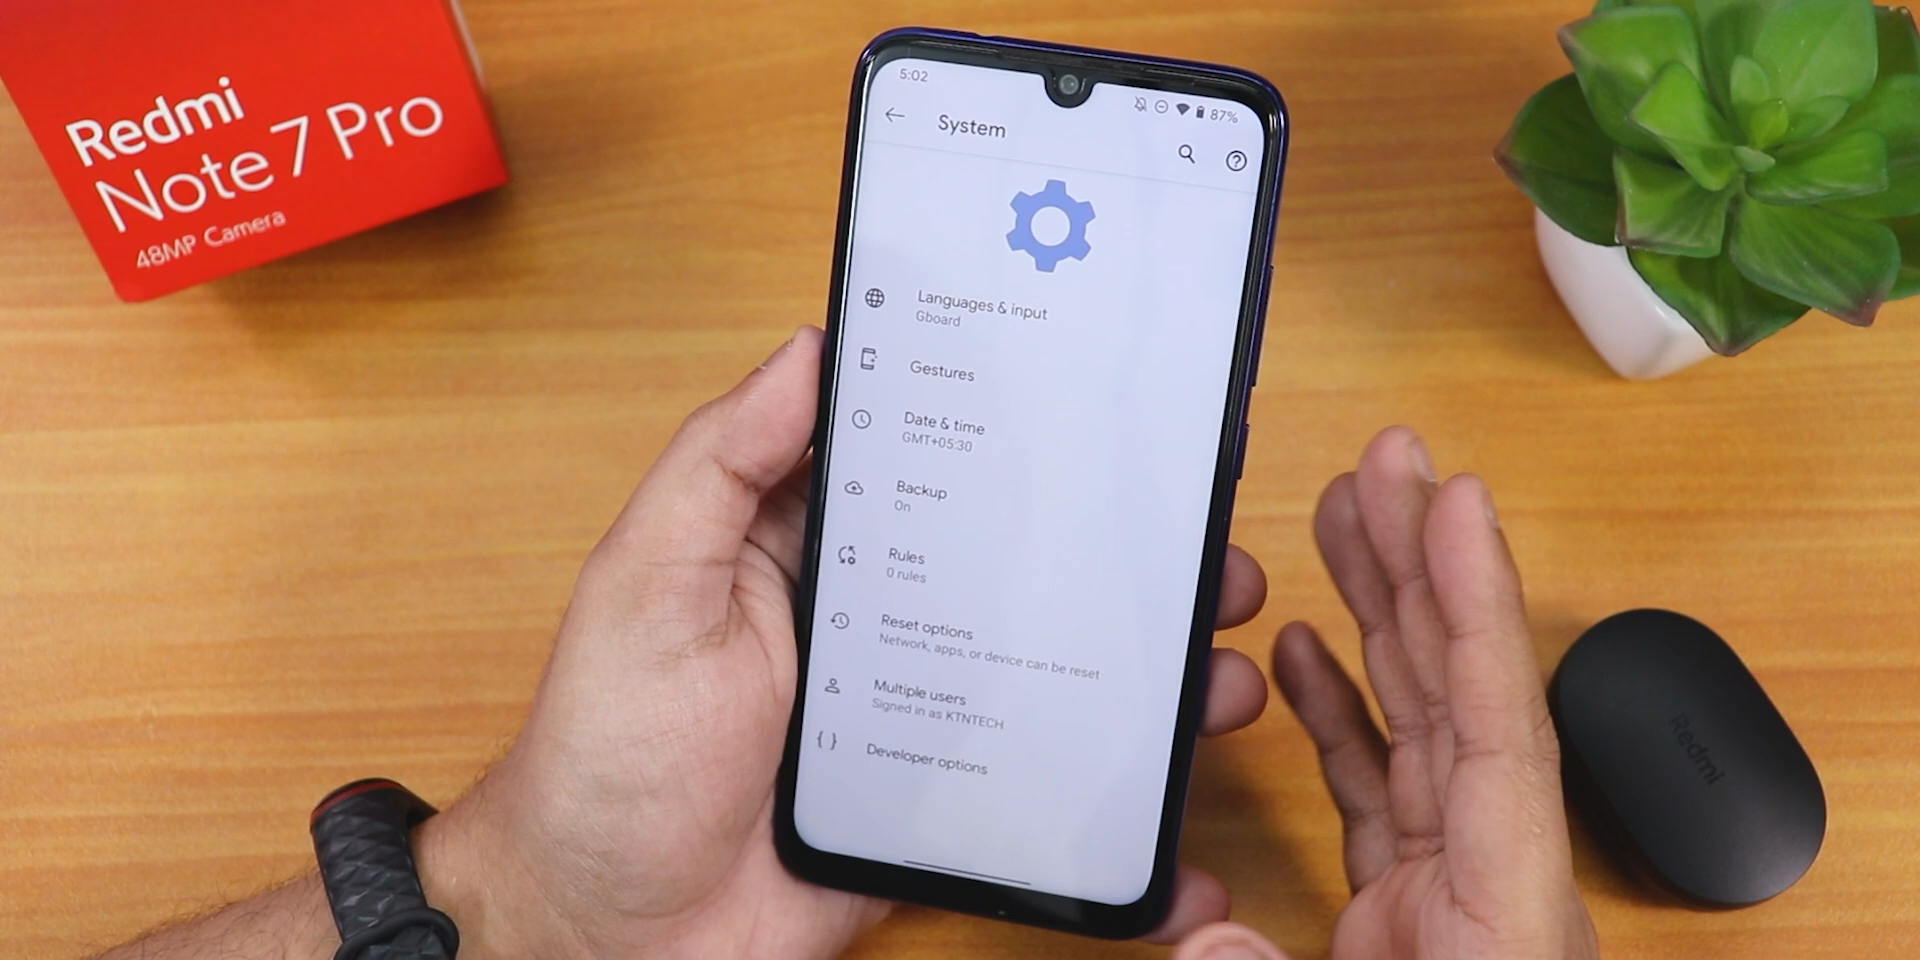 Redmi
Note 7 Pro
48MP Camera
5:02
87%
System
Languages & input
Gboard
Gestures
Date & time
GMT+05:30
Backup
On
Rules
0 rules
Reset options
Network, apps, or device can be reset
Multiple users
Signed in as KTNTECH
{ } Developer options
Redmi